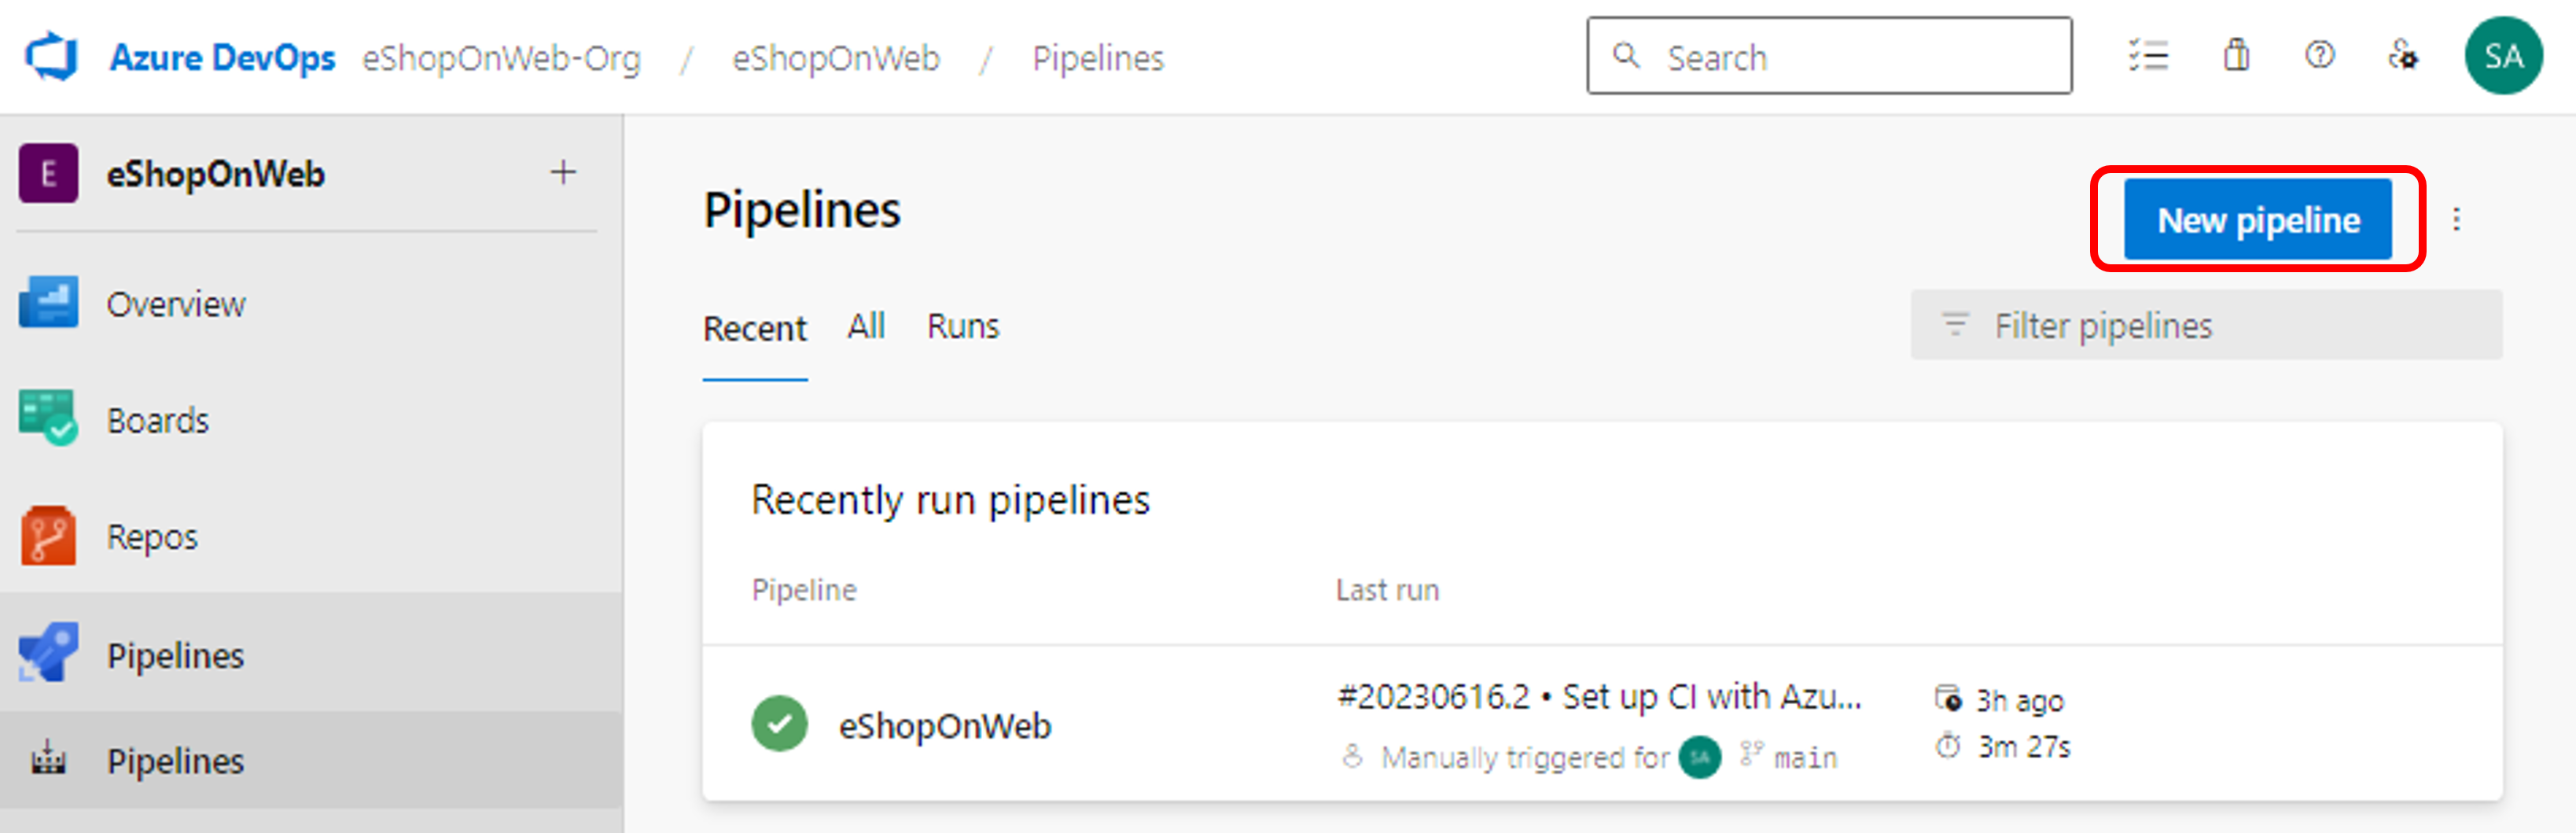 Azure DevOps eShopOnWeb-Org / eShopOnWeb / Pipelines Search SA
E eShopOnWeb +
Overview
Boards
Repos
Pipelines
Pipelines
Pipelines
New pipeline
Recent All Runs
Filter pipelines
Recently run pipelines
Pipeline Last run
eShopOnWeb
#20230616.2 • Set up CI with Azu... 3h ago
Manually triggered for SA main 3m 27s